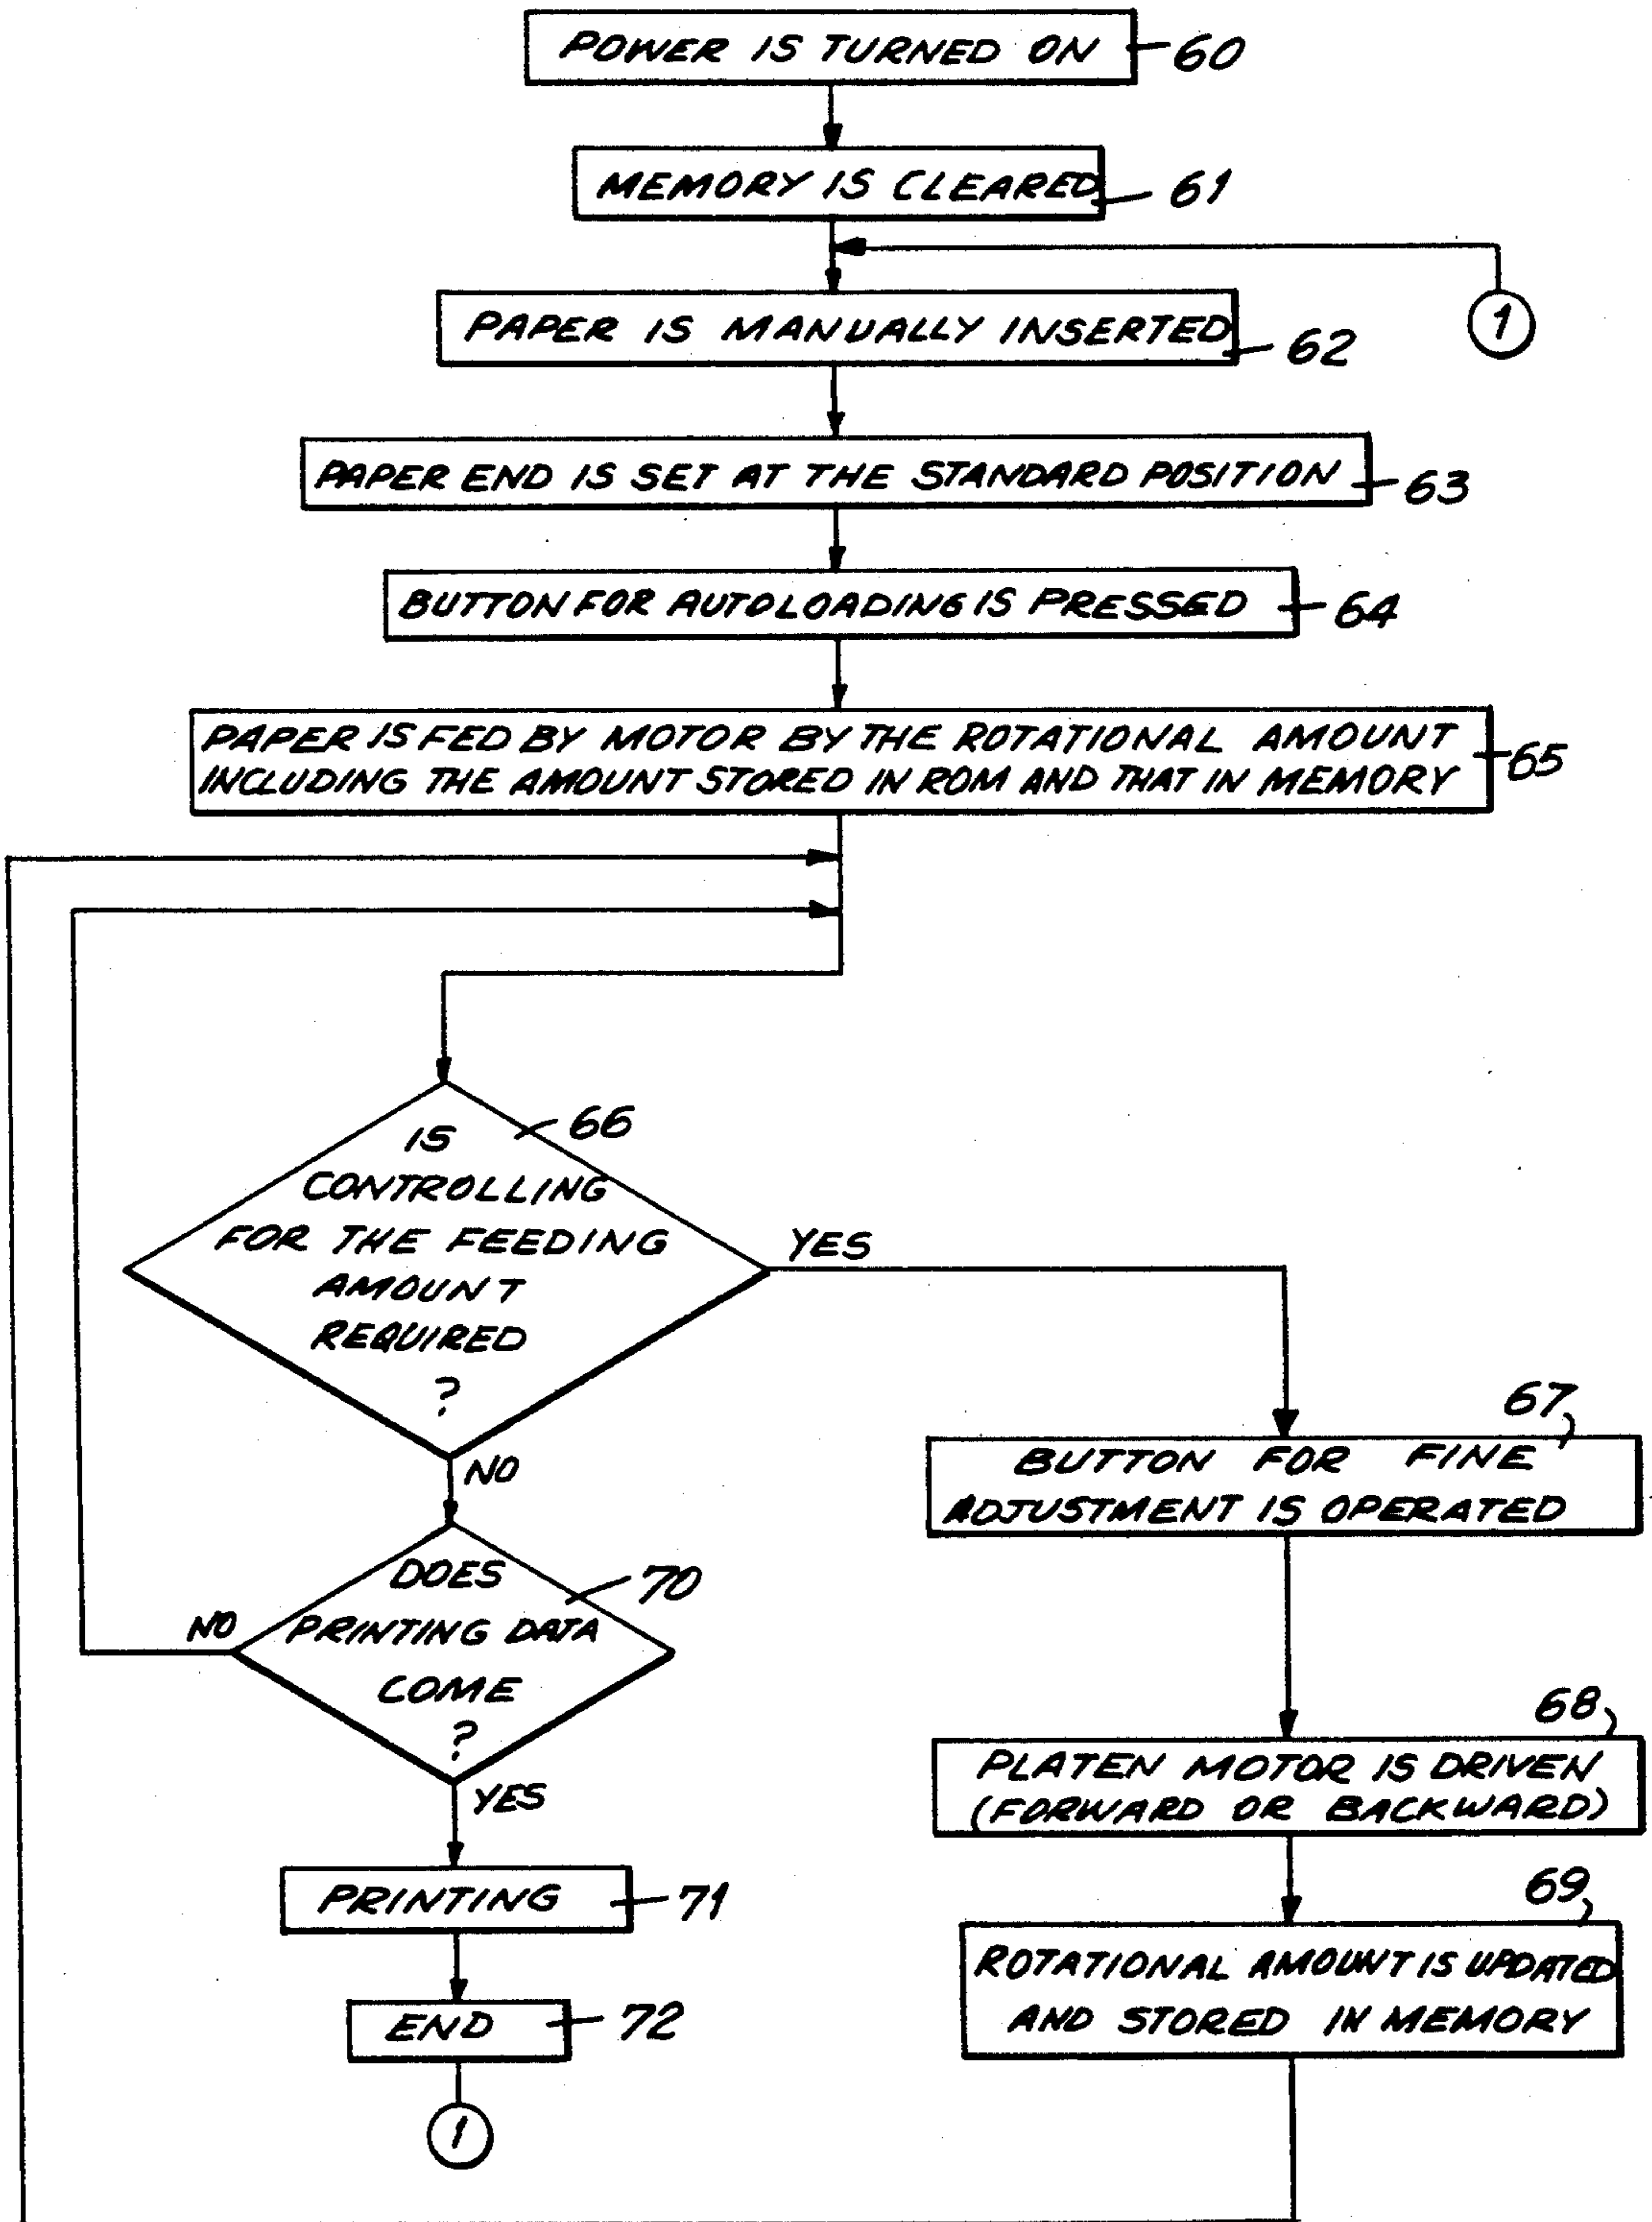 POWER IS TURNED ON 60
MEMORY IS CLEARED 61
PAPER IS MANUALLY INSERTED 62
1
PAPER END IS SET AT THE STANDARD POSITION 63
BUTTON FOR AUTOLOADING IS PRESSED 64
PAPER IS FED BY MOTOR BY THE ROTATIONAL AMOUNT
INCLUDING THE AMOUNT STORED IN ROM AND THAT IN MEMORY
65
IS
66
CONTROLLING
FOR THE FEEDING
AMOUNT
REQUIRED
?
YES
NO
67
BUTTON FOR FINE
ADJUSTMENT IS OPERATED
DOES
70
PRINTING DATA
COME
?
NO
YES
68
PLATEN MOTOR IS DRIVEN
(FORWARD OR BACKWARD)
PRINTING 71
69
ROTATIONAL AMOUNT IS UPDATED
AND STORED IN MEMORY
END 72
1